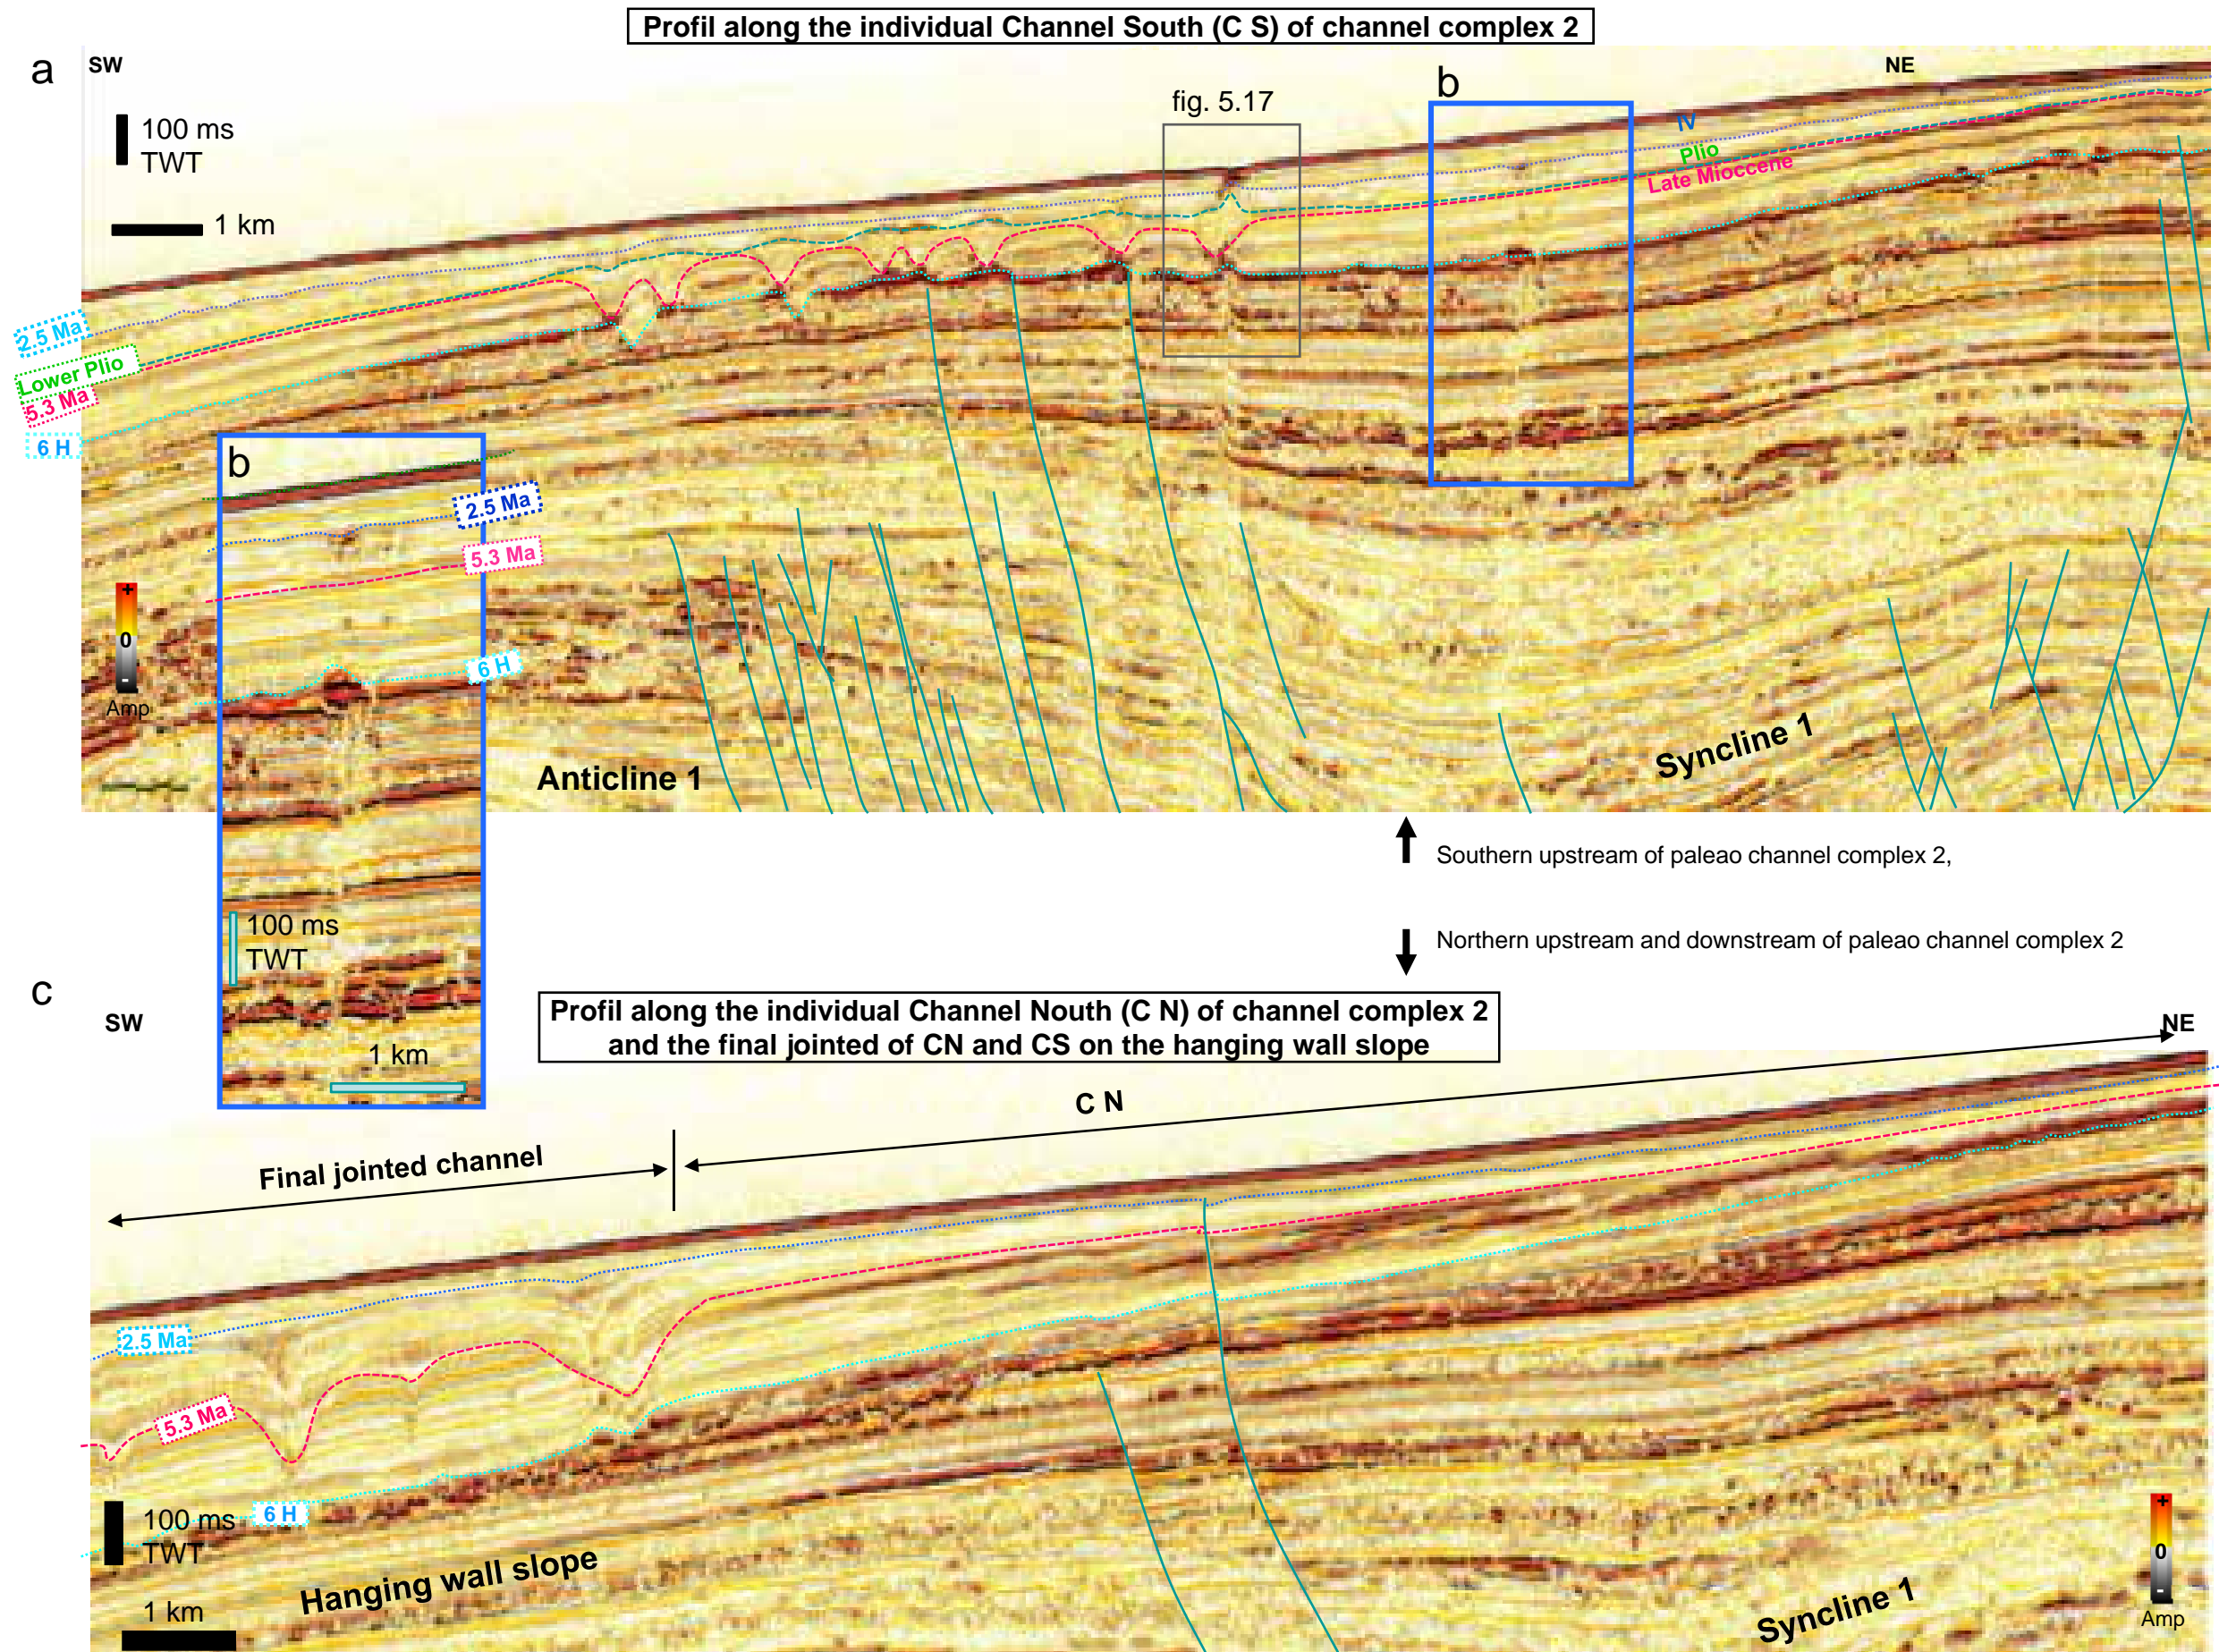 Profil along the individual Channel South (C S) of channel complex 2
a
SW
NE
b
fig. 5.17
100 ms
TWT
1 km
IV
Plio
Late Mioccene
2.5 Ma
Lower Plio
5.3 Ma
6 H
b
2.5 Ma
5.3 Ma
6 H
+
0
-
Amp
Anticline 1
Syncline 1
Southern upstream of paleao channel complex 2,
100 ms
TWT
Northern upstream and downstream of paleao channel complex 2
1 km
c
SW
NE
Profil along the individual Channel Nouth (C N) of channel complex 2
and the final jointed of CN and CS on the hanging wall slope
C N
Final jointed channel
2.5 Ma
5.3 Ma
6 H
100 ms
TWT
1 km
Hanging wall slope
Syncline 1
+
0
-
Amp